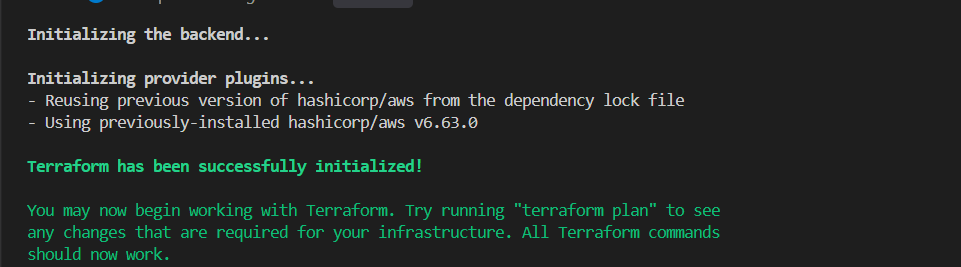 Initializing the backend...
Initializing provider plugins...
- Reusing previous version of hashicorp/aws from the dependency lock file
- Using previously-installed hashicorp/aws v6.63.0
Terraform has been successfully initialized!
You may now begin working with Terraform. Try running "terraform plan" to see
any changes that are required for your infrastructure. All Terraform commands
should now work.